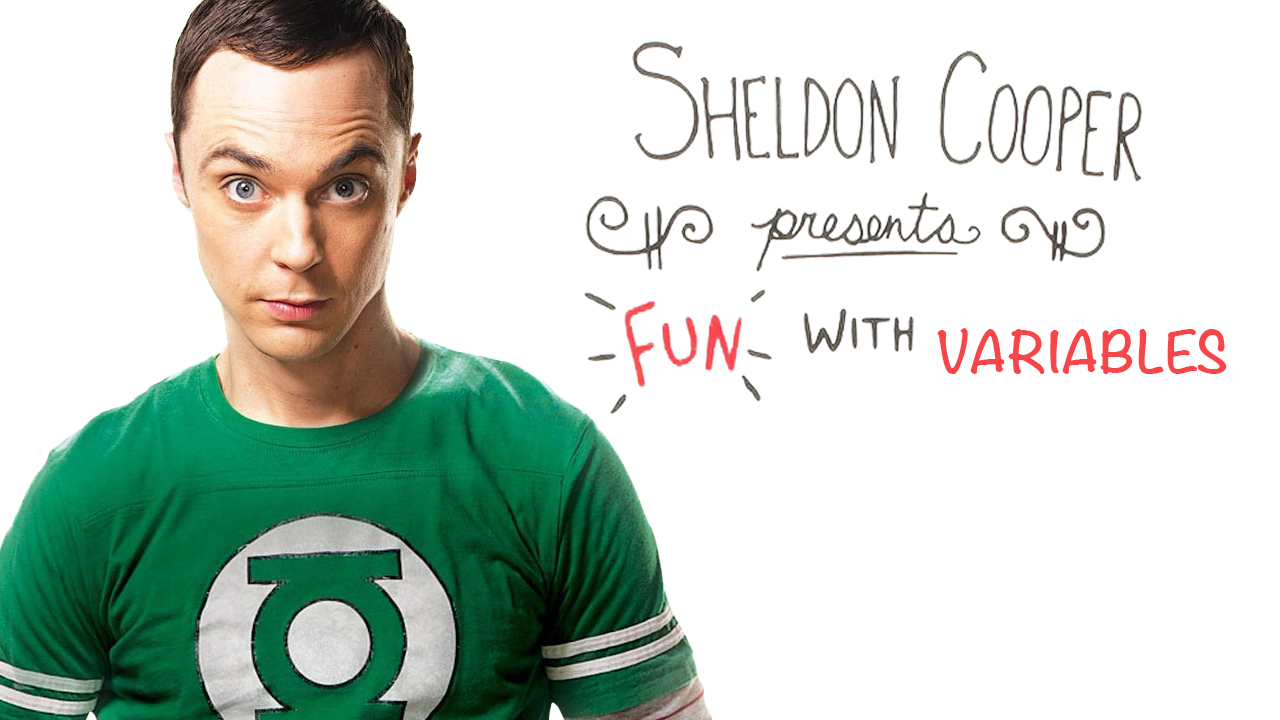 SHELDON COOPER
presents
FUN WITH VARIABLES